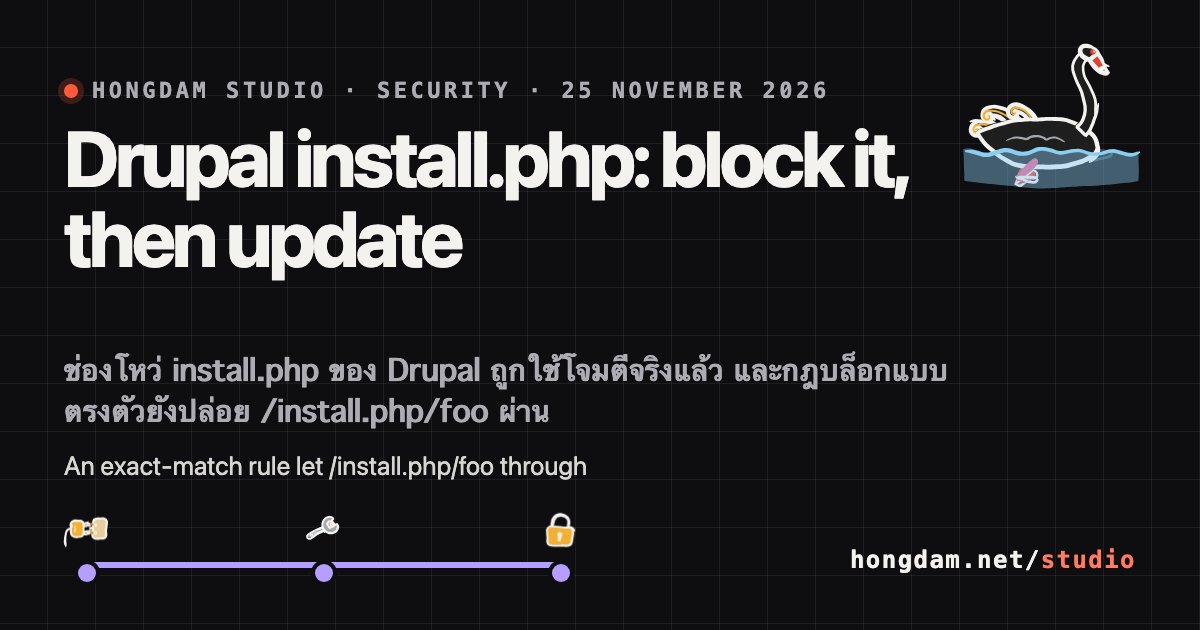 HONGDAM STUDIO · SECURITY · 25 NOVEMBER 2026
Drupal install.php: block it,
then update
ช่องโหว่ install.php ของ Drupal ถูกใช้โจมตีจริงแล้ว และกฎบล็อกแบบ
ตรงตัวยังปล่อย /install.php/foo ผ่าน
An exact-match rule let /install.php/foo through
hongdam.net/studio